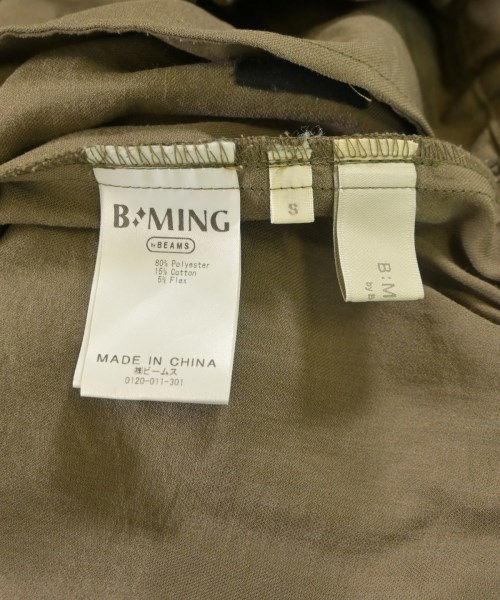 B:MING
by BEAMS
80% Polyester
15% Cotton
5% Flax
MADE IN CHINA
株ビームス
0120-011-301
S
B:M
by B